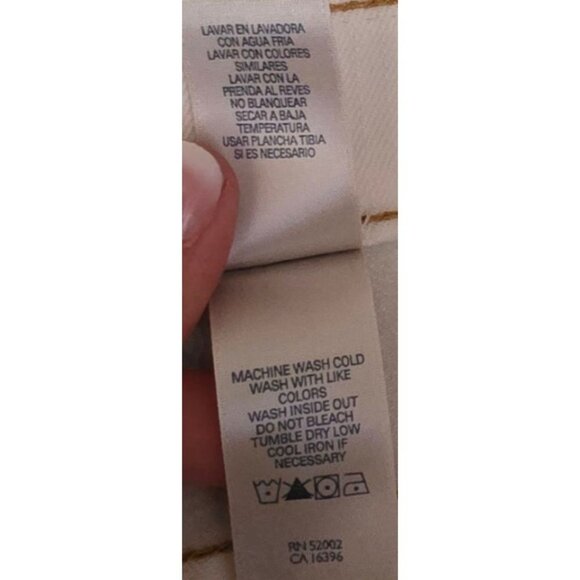 LAVAR EN LAVADORA
CON AGUA FRIA
LAVAR CON COLORES
SIMILARES
LAVAR CON LA
PRENDA AL REVES
NO BLANQUEAR
SECAR A BAJA
TEMPERATURA
USAR PLANCHA TIBIA
SI ES NECESARIO
MACHINE WASH COLD
WASH WITH LIKE
COLORS
WASH INSIDE OUT
DO NOT BLEACH
TUMBLE DRY LOW
COOL IRON IF
NECESSARY
RN 52002
CA 16396